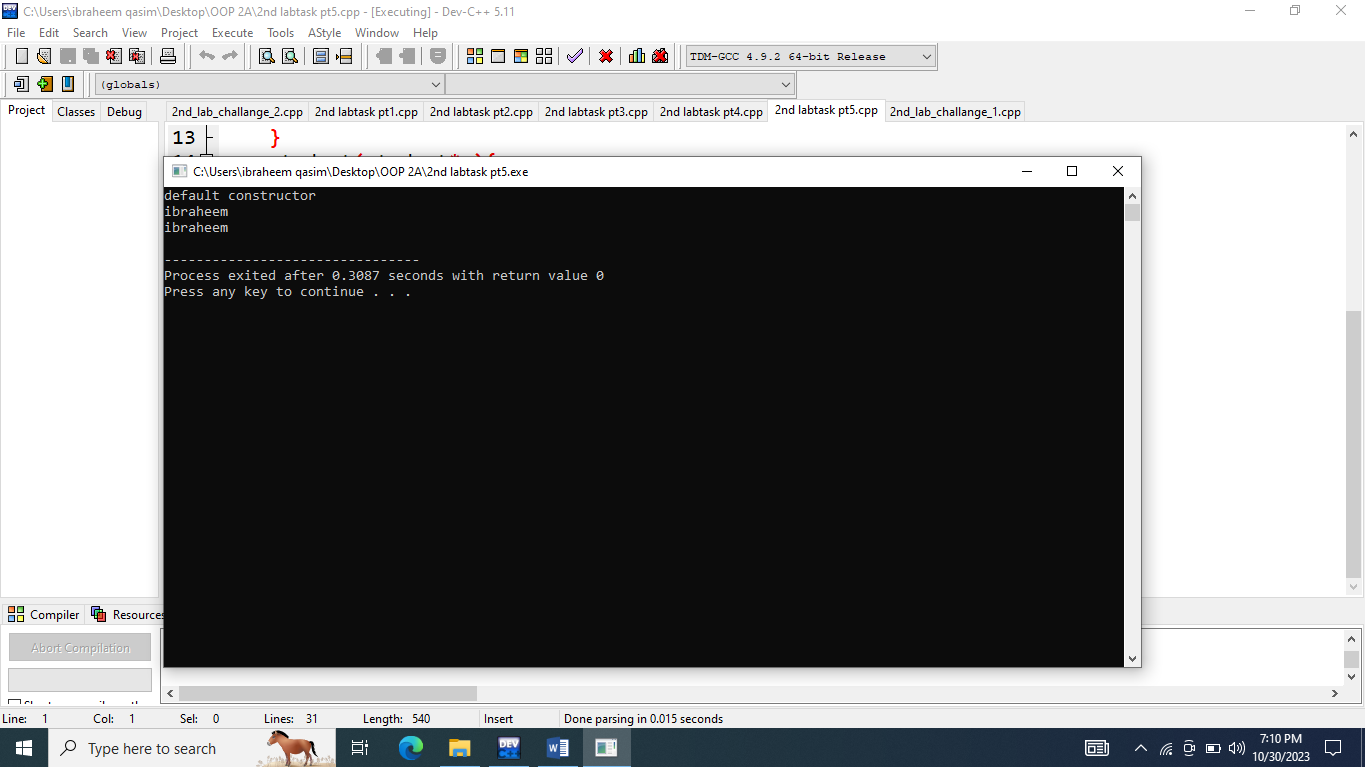 C:\Users\ibraheem qasim\Desktop\OOP 2A\2nd labtask pt5.cpp - [Executing] - Dev-C++ 5.11
File Edit Search View Project Execute Tools AStyle Window Help
TDM-GCC 4.9.2 64-bit Release
(globals)
Project Classes Debug
2nd_lab_challange_2.cpp 2nd labtask pt1.cpp 2nd labtask pt2.cpp 2nd labtask pt3.cpp 2nd labtask pt4.cpp 2nd labtask pt5.cpp 2nd_lab_challange_1.cpp
13 }
C:\Users\ibraheem qasim\Desktop\OOP 2A\2nd labtask pt5.exe
default constructor
ibraheem
ibraheem
--------------------------------
Process exited after 0.3087 seconds with return value 0
Press any key to continue . . .
Compiler Resources
Abort Compilation
Line: 1 Col: 1 Sel: 0 Lines: 31 Length: 540 Insert Done parsing in 0.015 seconds
Type here to search
DEV
7:10 PM
10/30/2023